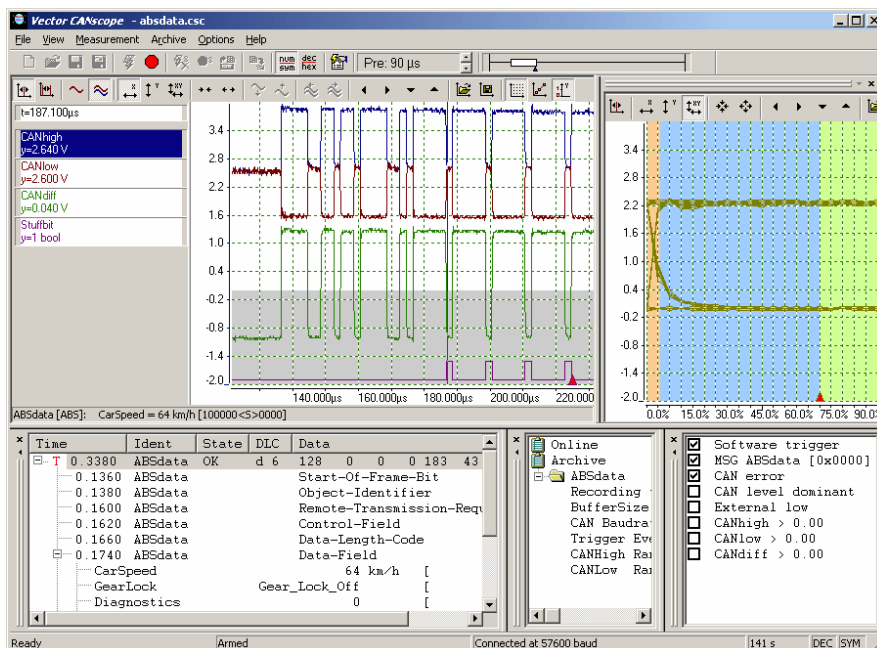 Vector CANscope - absdata.csc
File View Measurement Archive Options Help
num sym dec hex Pre: 90 µs
t=187.100µs
CANhigh
y=2.640 V
CANlow
y=2.600 V
CANdiff
y=0.040 V
Stuffbit
y=1 bool
3.4
2.8
2.2
1.6
1.0
0.4
-0.2
-0.8
-1.4
-2.0
140.000µs 160.000µs 180.000µs 200.000µs 220.000
3.4
2.8
2.2
1.6
1.0
0.4
-0.2
-0.8
-1.4
-2.0
0.0% 15.0% 30.0% 45.0% 60.0% 75.0% 90.0%
ABSdata [ABS]: CarSpeed = 64 km/h [100000<S>0000]
Time Ident State DLC Data
T 0.3380 ABSdata OK d 6 128 0 0 0 183 43
0.1360 ABSdata Start-Of-Frame-Bit
0.1380 ABSdata Object-Identifier
0.1600 ABSdata Remote-Transmission-Requ
0.1620 ABSdata Control-Field
0.1660 ABSdata Data-Length-Code
0.1740 ABSdata Data-Field
CarSpeed 64 km/h [
GearLock Gear_Lock_Off [
Diagnostics 0 [
Online
Archive
ABSdata
Recording
BufferSize
CAN Baudra
Trigger Eve
CANHigh Ran
CANLow Ra
Software trigger
MSG ABSdata [0x0000]
CAN error
CAN level dominant
External low
CANhigh > 0.00
CANlow > 0.00
CANdiff > 0.00
Ready Armed Connected at 57600 baud 141 s DEC SYM